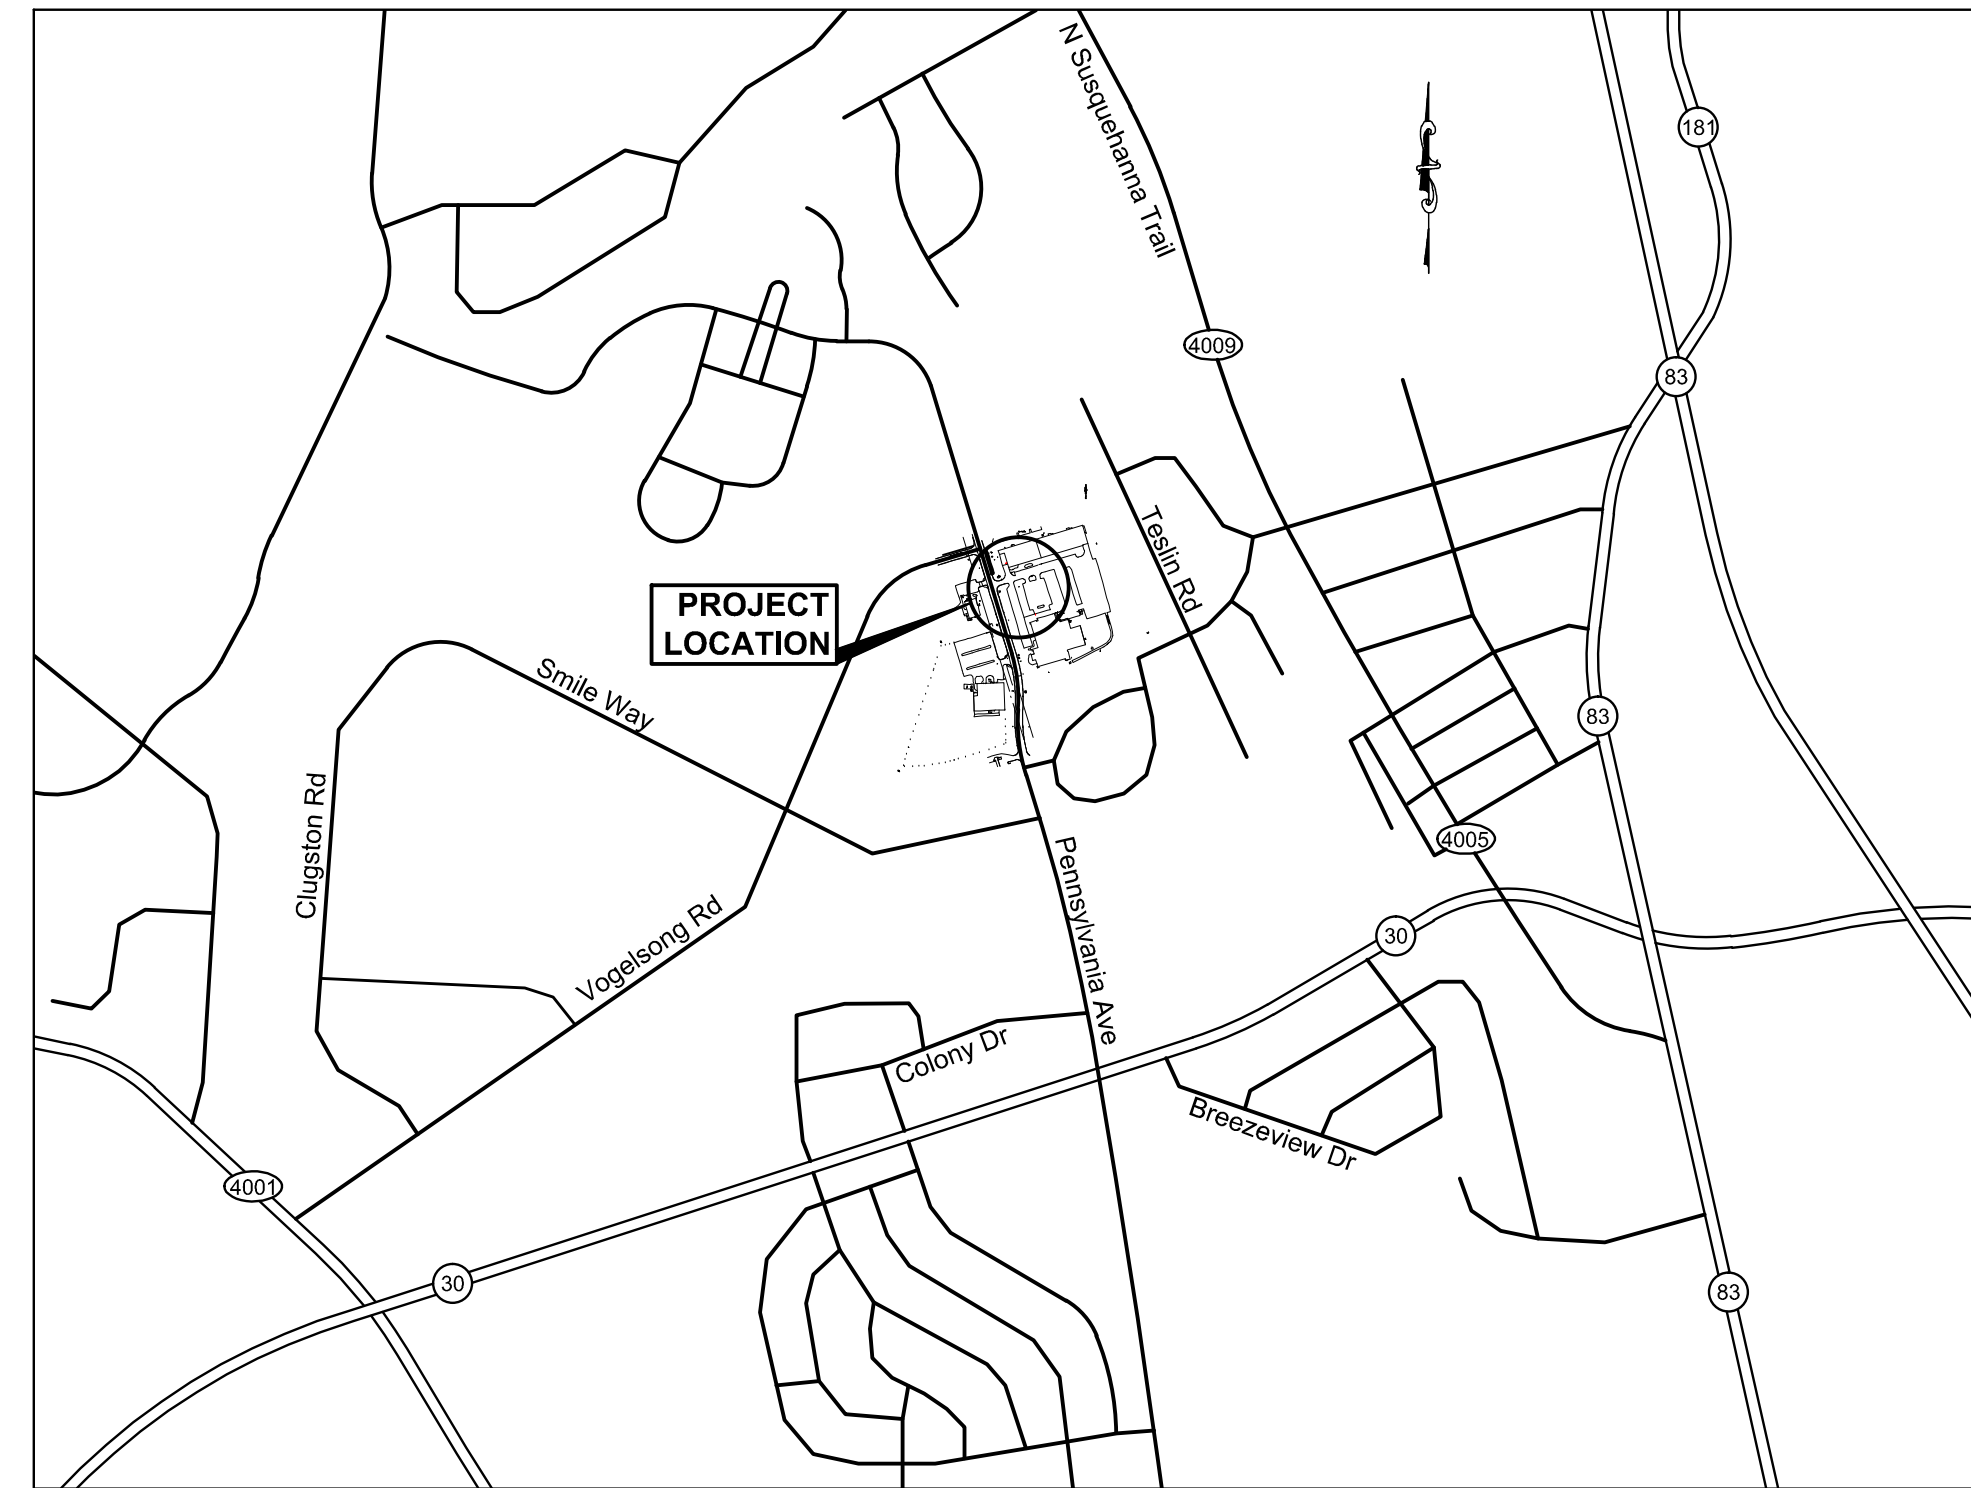 N Susquehanna Trail
181
4009
83
Teslin Rd
PROJECT
LOCATION
Smile Way
83
Clugston Rd
4005
Pennsylvania Ave
Vogelsong Rd
30
Colony Dr
Breezeview Dr
4001
30
83